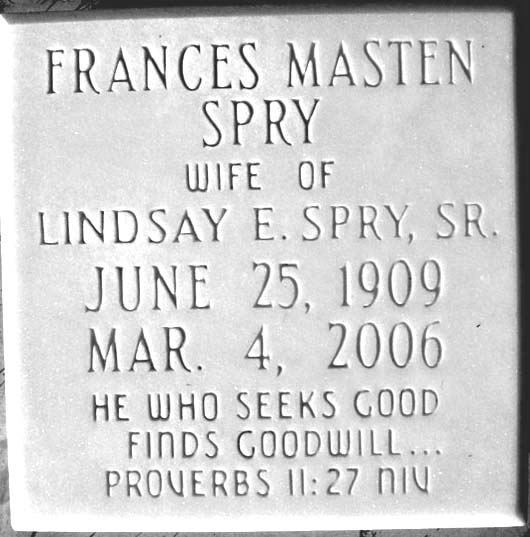 FRANCES MASTEN
SPRY
WIFE OF
LINDSAY E. SPRY, SR.
JUNE 25, 1909
MAR. 4, 2006
HE WHO SEEKS GOOD
FINDS GOODWILL...
PROVERBS 11:27 NIV